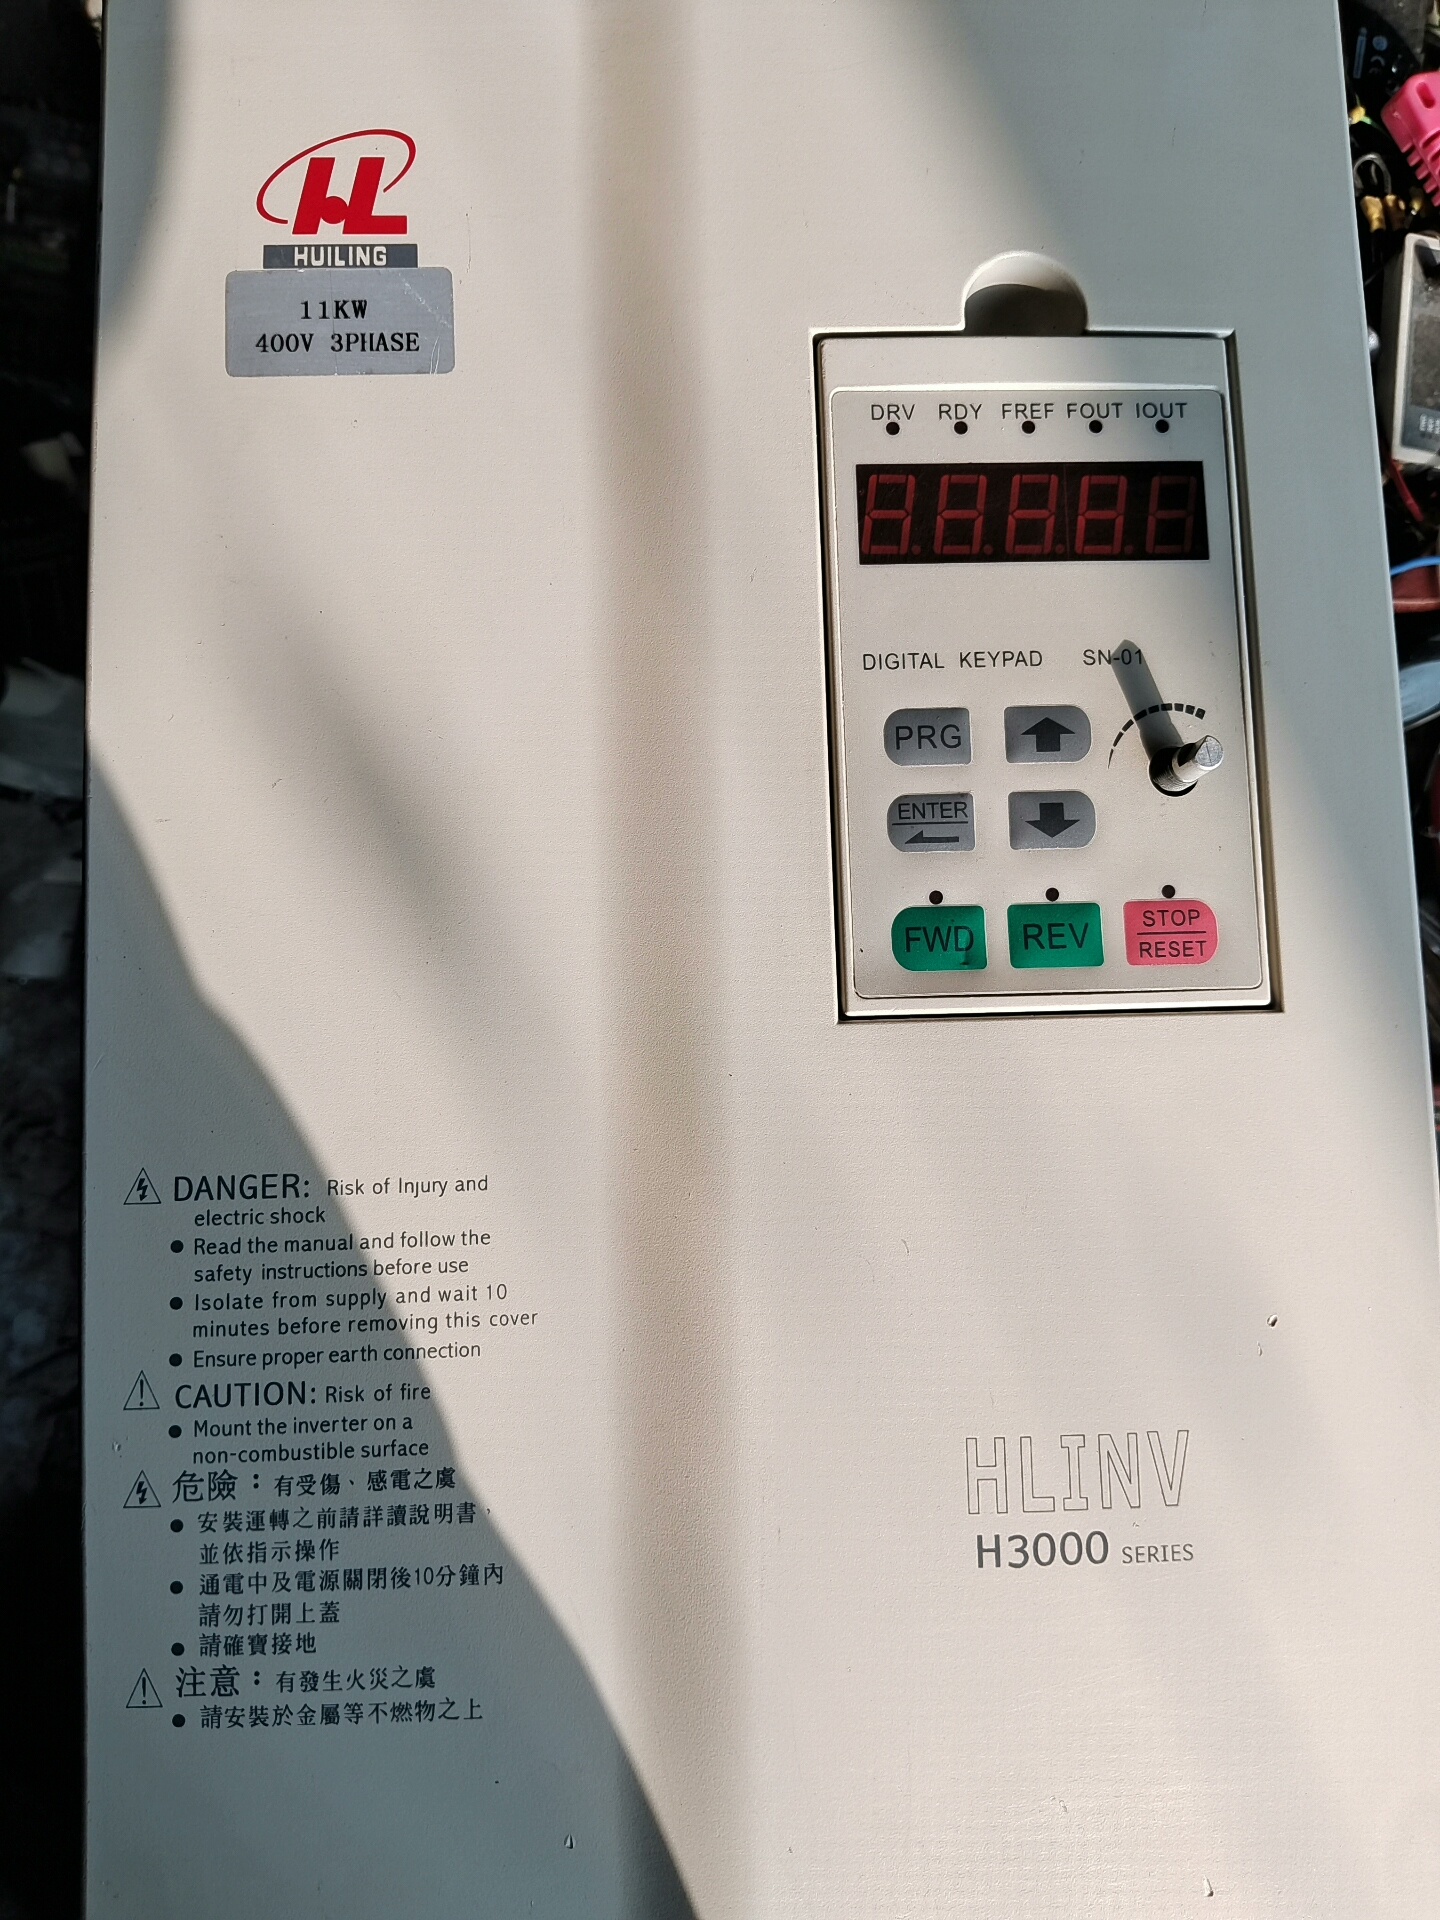 HL
HUILING
11KW
400V 3PHASE
DRV RDY FREF FOUT IOUT
DIGITAL KEYPAD SN-01
PRG
ENTER
FWD
REV
STOP
RESET
DANGER: Risk of Injury and
electric shock
● Read the manual and follow the
safety instructions before use
● Isolate from supply and wait 10
minutes before removing this cover
● Ensure proper earth connection
CAUTION: Risk of fire
● Mount the inverter on a
non-combustible surface
危險：有受傷、感電之虞
● 安裝運轉之前請詳讀說明書，
並依指示操作
● 通電中及電源關閉後10分鐘內
請勿打開上蓋
● 請確實接地
注意：有發生火災之虞
● 請安裝於金屬等不燃物之上
HLINV
H3000 SERIES